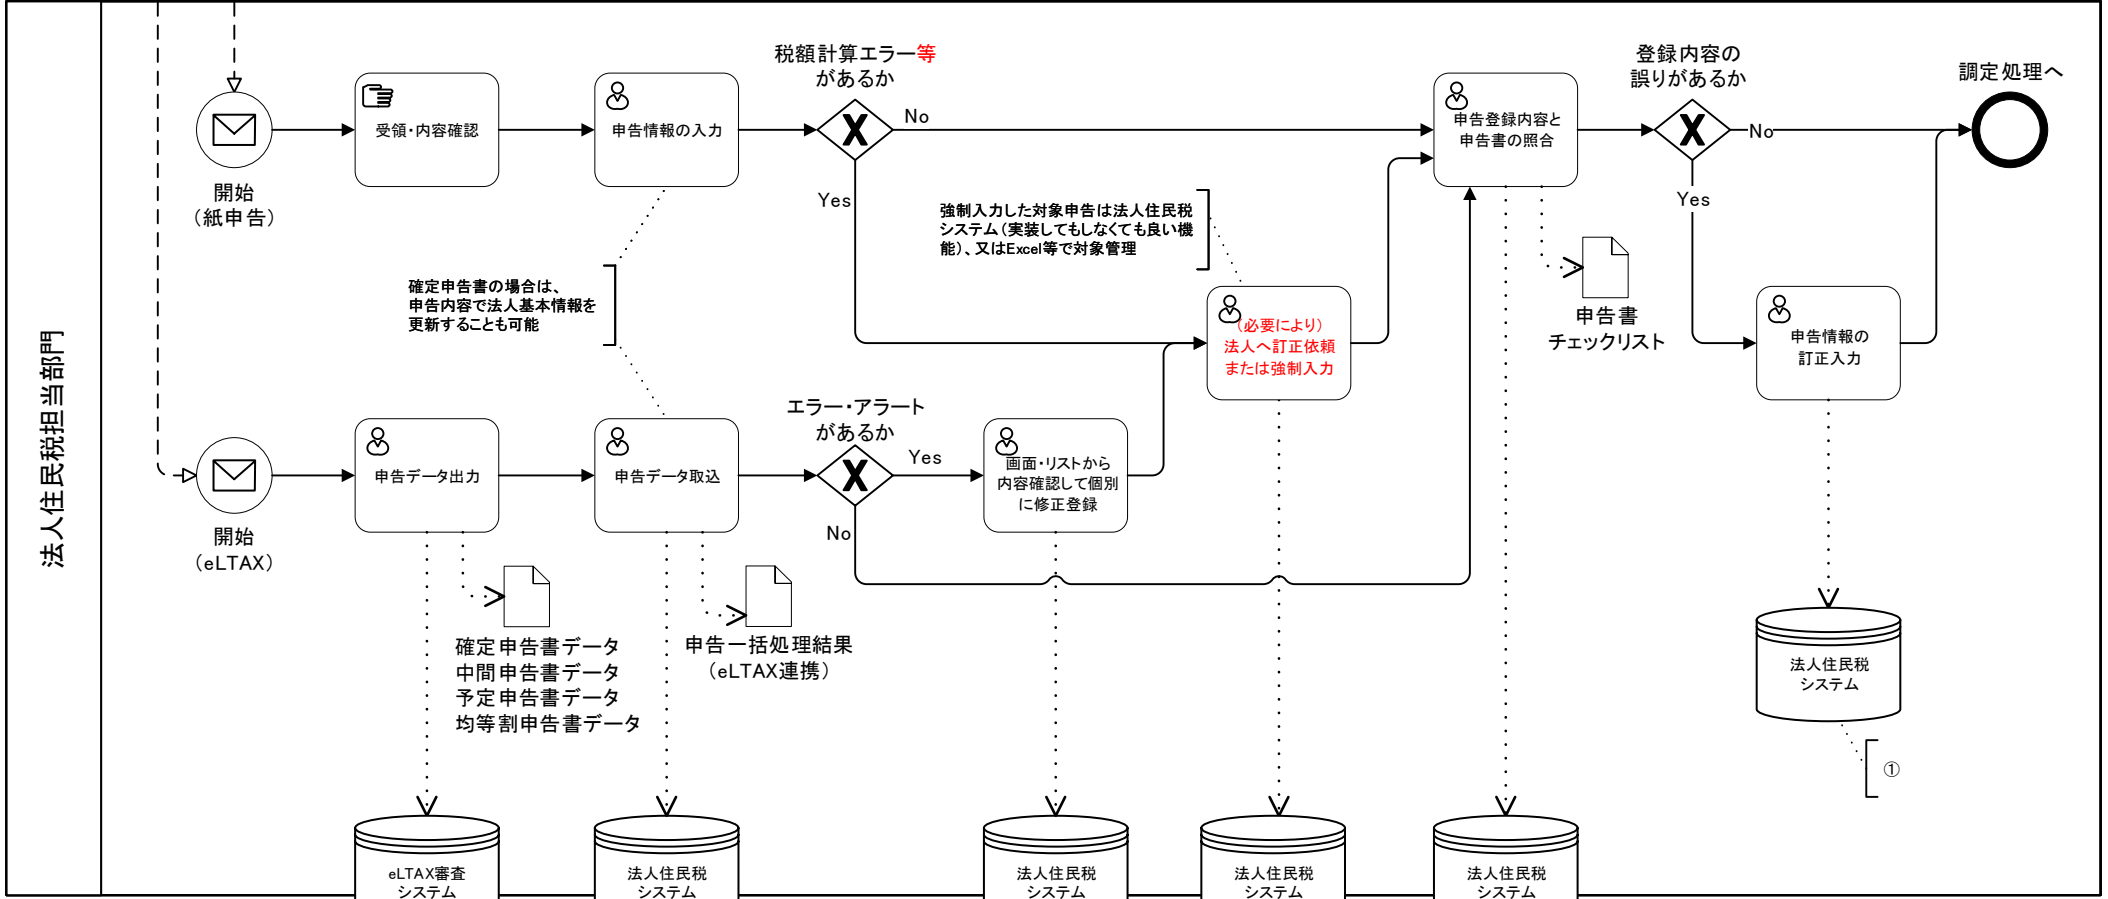 法人住民税担当部門
開始
（紙申告）
受領・内容確認
申告情報の入力
税額計算エラー等
があるか
No
Yes
確定申告書の場合は、
申告内容で法人基本情報を
更新することも可能
強制入力した対象申告は法人住民税
システム（実装してもしなくても良い機
能）、又はExcel等で対象管理
（必要により）
法人へ訂正依頼
または強制入力
申告登録内容と
申告書の照合
申告書
チェックリスト
登録内容の
誤りがあるか
No
Yes
調定処理へ
申告情報の
訂正入力
法人住民税
システム
①
開始
（eLTAX）
申告データ出力
申告データ取込
エラー・アラート
があるか
Yes
No
画面・リストから
内容確認して個別
に修正登録
確定申告書データ
中間申告書データ
予定申告書データ
均等割申告書データ
申告一括処理結果
（eLTAX連携）
eLTAX審査
システム
法人住民税
システム
法人住民税
システム
法人住民税
システム
法人住民税
システム